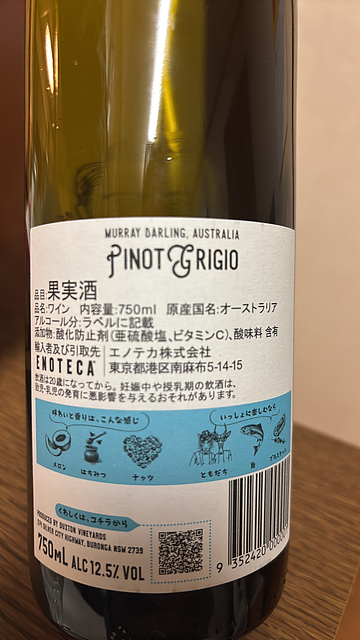 MURRAY DARLING, AUSTRALIA
PINOT GRIGIO
品目:果実酒
品名:ワイン 内容量:750ml 原産国名:オーストラリア
アルコール分:ラベルに記載
添加物:酸化防止剤(亜硫酸塩、ビタミンC)、酸味料 含有
輸入者及び引取先 エノテカ株式会社
ENOTECA 東京都港区南麻布5-14-15
飲酒は20歳になってから。妊娠中や授乳期の飲酒は、
胎児・乳児の発育に悪影響を与えるおそれがあります。
味わいと香りは、こんな感じ
いっしょに楽しむなら
メロン はちみつ ナッツ ともだち
くわしくは、コチラから
PRODUCED BY DUXTON VINEYARDS
SILVER CITY HIGHWAY, BURONGA NSW 2739
750ML ALC 12.5% VOL
9 352420 0000